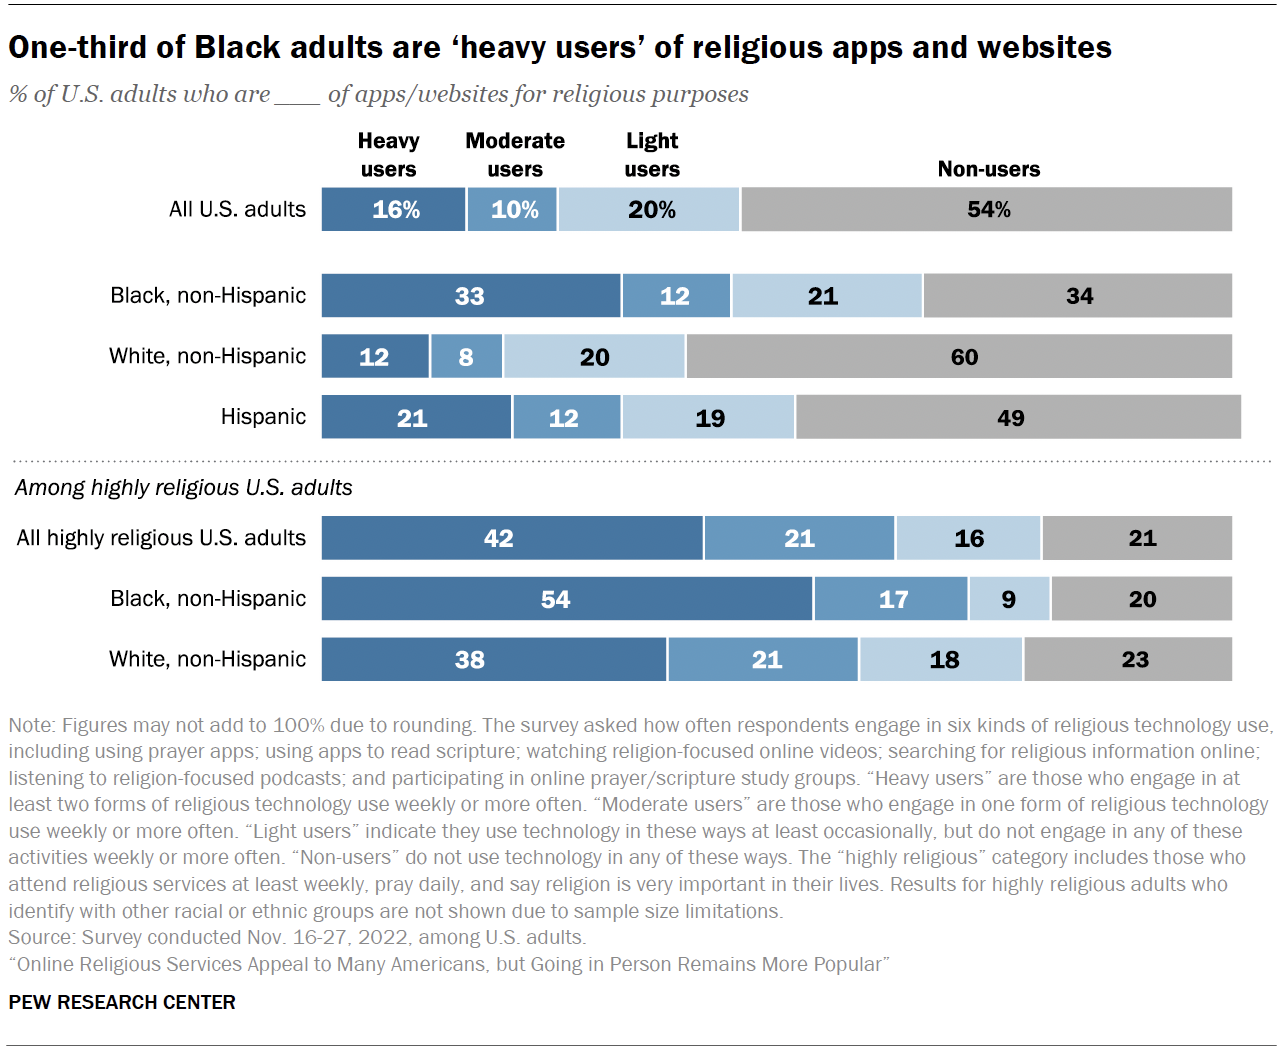 One-third of Black adults are ‘heavy users’ of religious apps and websites
% of U.S. adults who are ___ of apps/websites for religious purposes
Heavy users
Moderate users
Light users
Non-users
All U.S. adults 16% 10% 20% 54%
Black, non-Hispanic 33 12 21 34
White, non-Hispanic 12 8 20 60
Hispanic 21 12 19 49
Among highly religious U.S. adults
All highly religious U.S. adults 42 21 16 21
Black, non-Hispanic 54 17 9 20
White, non-Hispanic 38 21 18 23
Note: Figures may not add to 100% due to rounding. The survey asked how often respondents engage in six kinds of religious technology use,
including using prayer apps; using apps to read scripture; watching religion-focused online videos; searching for religious information online;
listening to religion-focused podcasts; and participating in online prayer/scripture study groups. “Heavy users” are those who engage in at
least two forms of religious technology use weekly or more often. “Moderate users” are those who engage in one form of religious technology
use weekly or more often. “Light users” indicate they use technology in these ways at least occasionally, but do not engage in any of these
activities weekly or more often. “Non-users” do not use technology in any of these ways. The “highly religious” category includes those who
attend religious services at least weekly, pray daily, and say religion is very important in their lives. Results for highly religious adults who
identify with other racial or ethnic groups are not shown due to sample size limitations.
Source: Survey conducted Nov. 16-27, 2022, among U.S. adults.
“Online Religious Services Appeal to Many Americans, but Going in Person Remains More Popular”
PEW RESEARCH CENTER